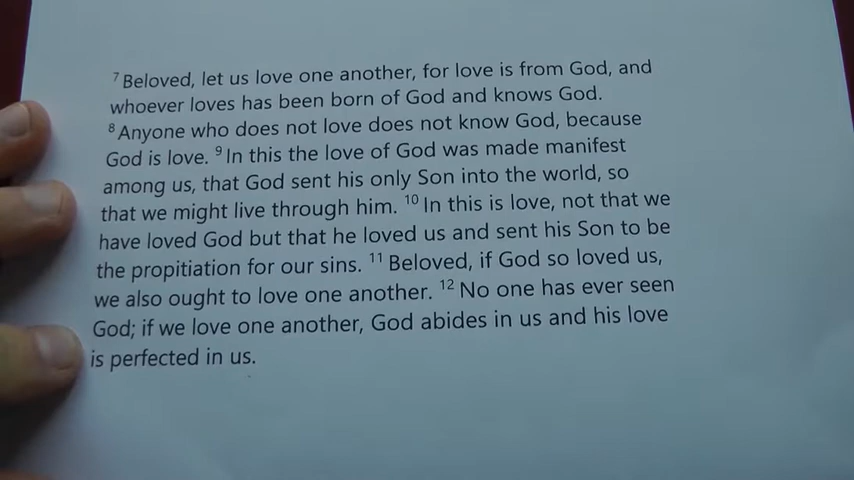 ⁷ Beloved, let us love one another, for love is from God, and
whoever loves has been born of God and knows God.
⁸ Anyone who does not love does not know God, because
God is love. ⁹ In this the love of God was made manifest
among us, that God sent his only Son into the world, so
that we might live through him. ¹⁰ In this is love, not that we
have loved God but that he loved us and sent his Son to be
the propitiation for our sins. ¹¹ Beloved, if God so loved us,
we also ought to love one another. ¹² No one has ever seen
God; if we love one another, God abides in us and his love
is perfected in us.